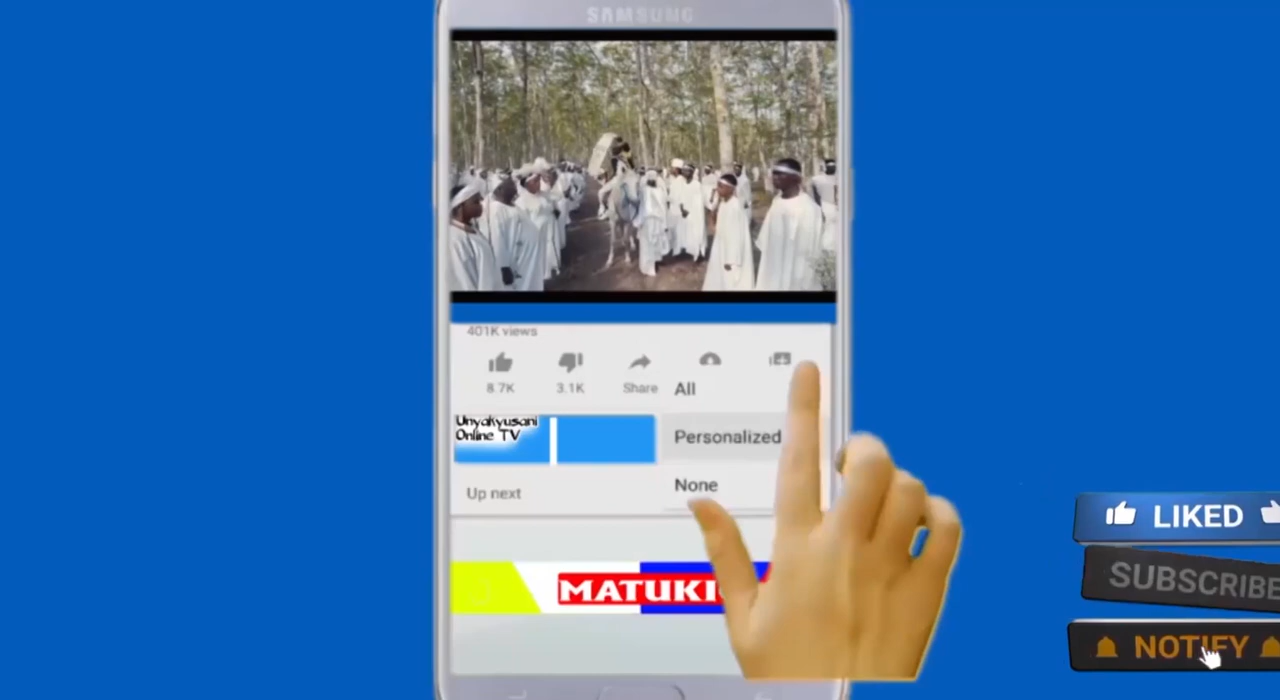 SAMSUNG
401K views
8.7K
3.1K
Share
All
Unyakyusani
Online TV
Personalized
Up next
None
MATUKI
LIKED
SUBSCRIBE
NOTIFY